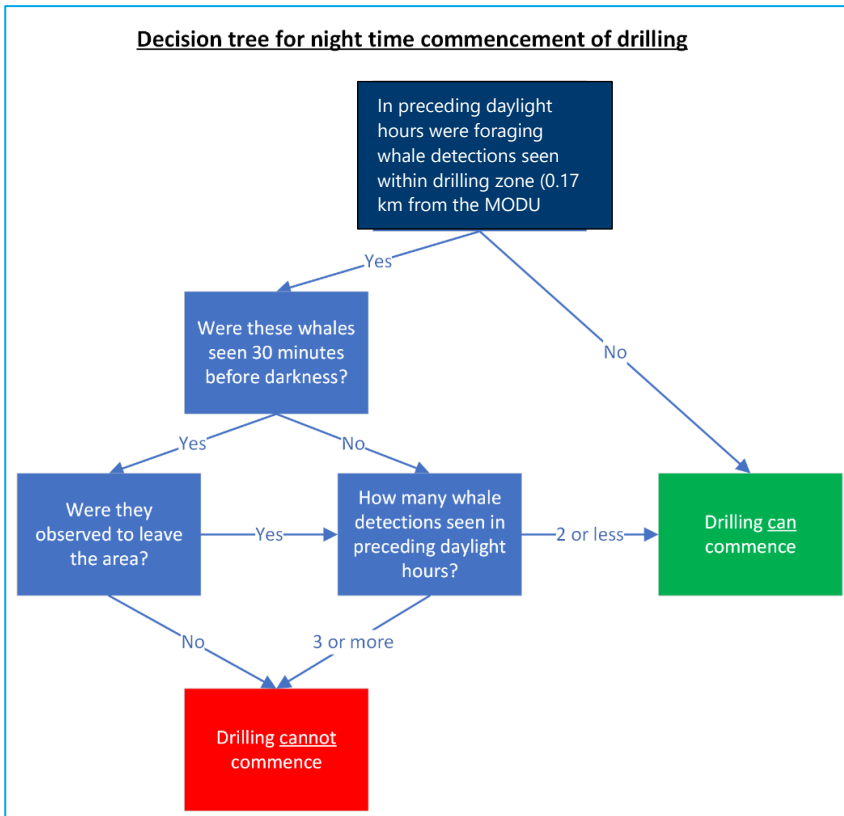 Decision tree for night time commencement of drilling
In preceding daylight
hours were foraging
whale detections seen
within drilling zone (0.17
km from the MODU
Yes
Were these whales
seen 30 minutes
before darkness?
No
Yes
No
Were they
observed to leave
the area?
Yes
How many whale
detections seen in
preceding daylight
hours?
2 or less
Drilling can
commence
No
3 or more
Drilling cannot
commence